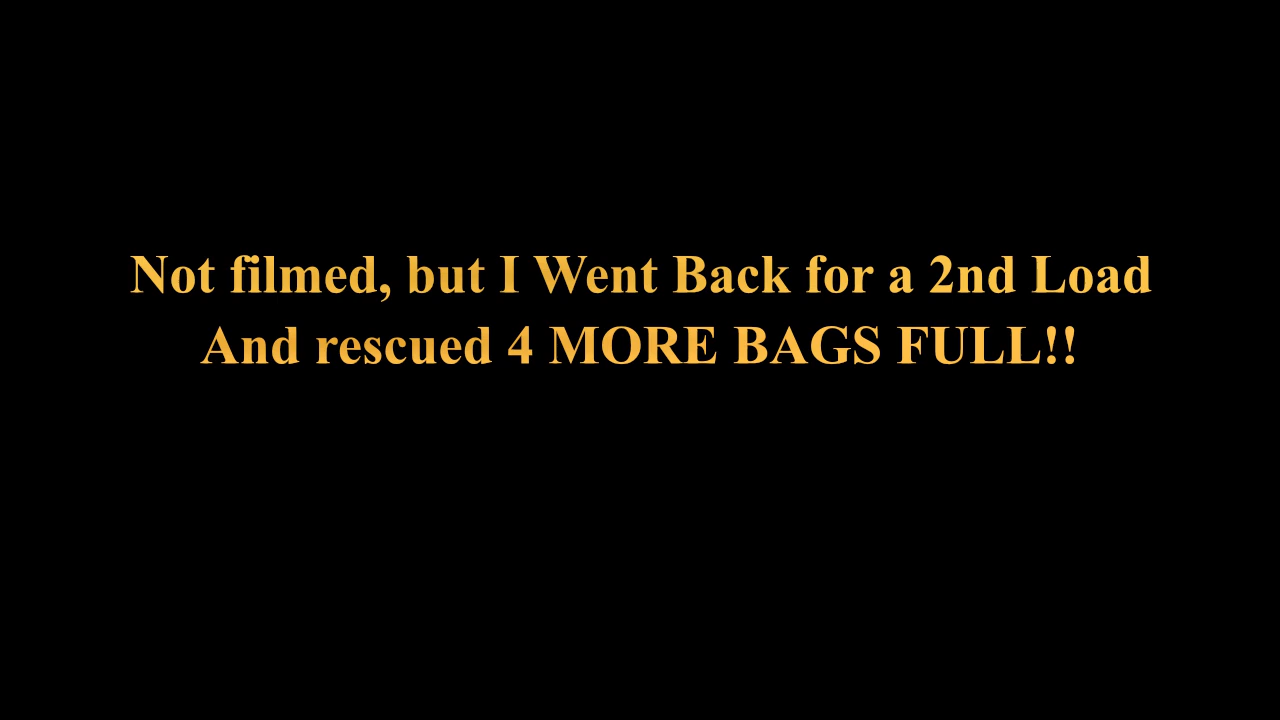 Not filmed, but I Went Back for a 2nd Load
And rescued 4 MORE BAGS FULL!!